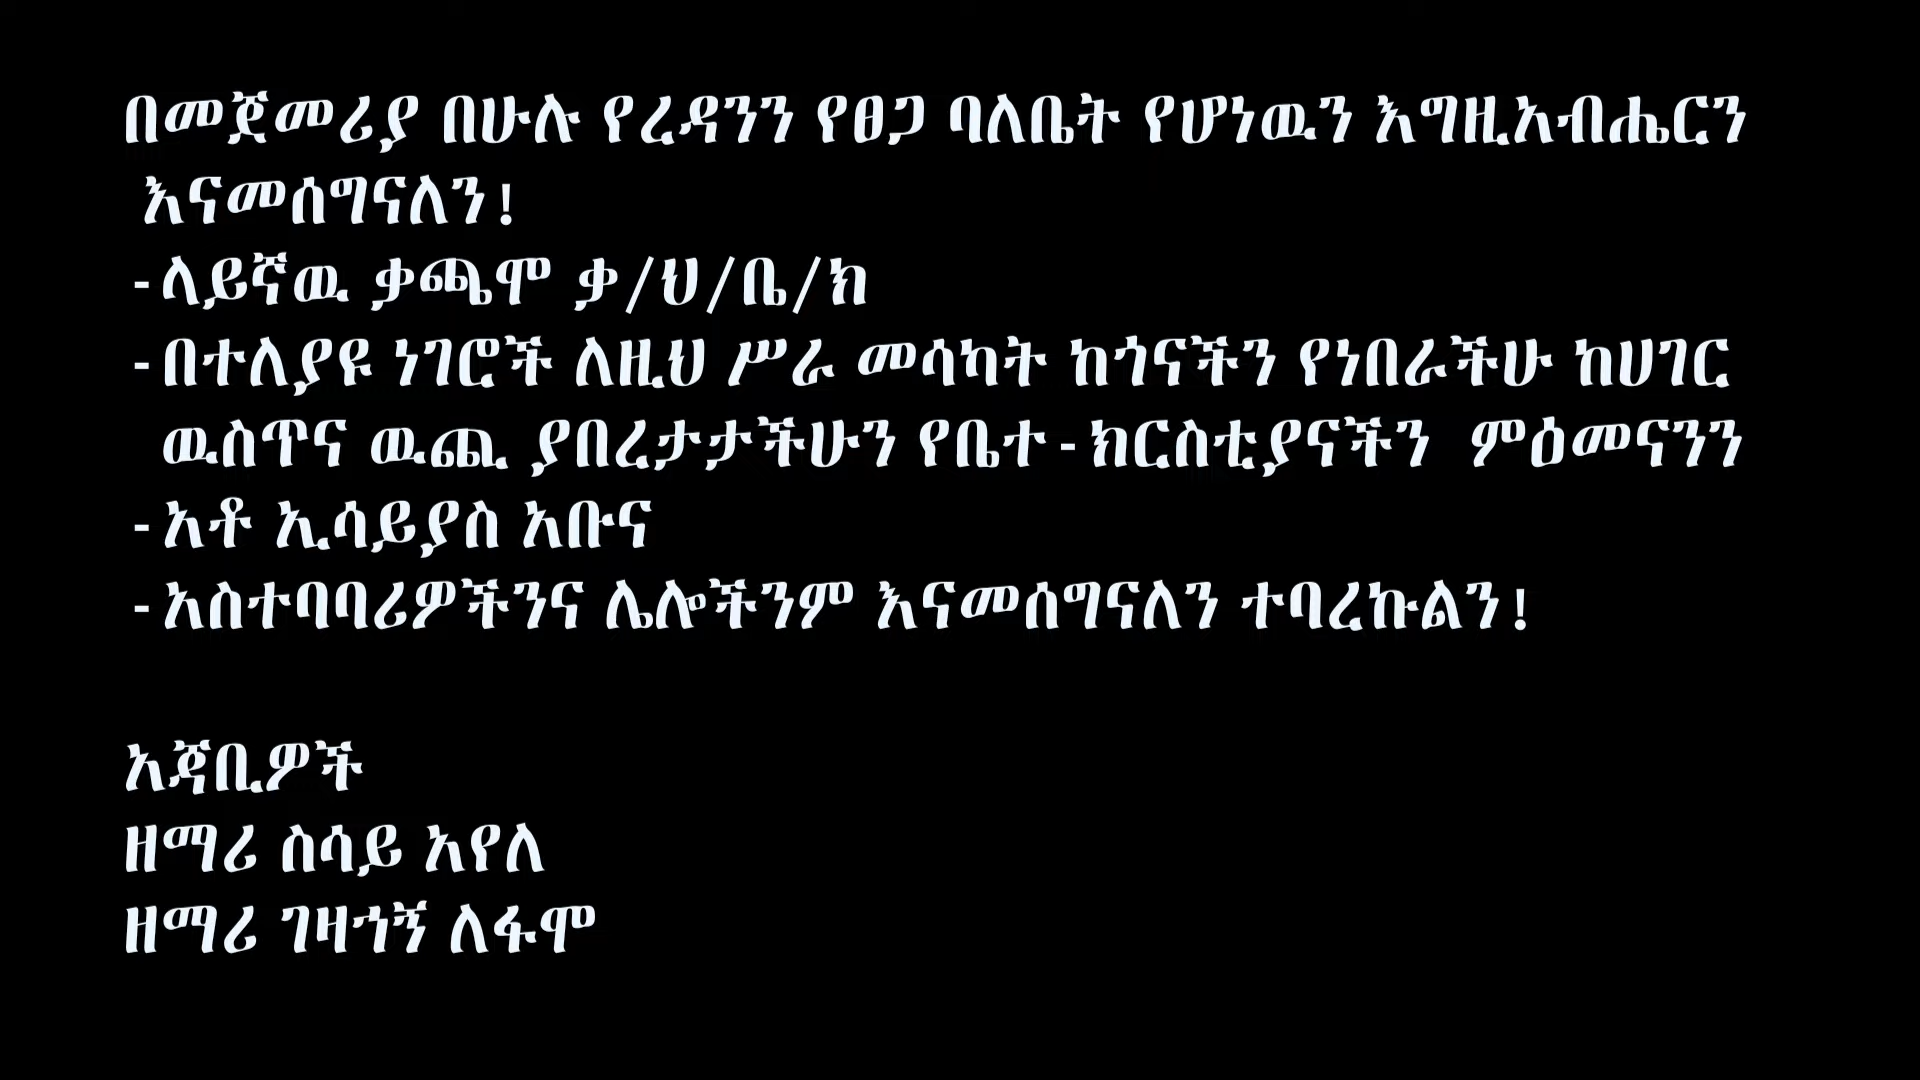 በመጀመሪያ በሁሉ የረዳንን የፀጋ ባለቤት የሆነዉን እግዚአብሔርን
እናመሰግናለን!
-ላይኛዉ ቃጫሞ ቃ/ህ/ቤ/ክ
-በተለያዩ ነገሮች ለዚህ ሥራ መሳካት ከጎናችን የነበራችሁ ከሀገር
ዉስጥና ዉጪ ያበረታታችሁን የቤተ-ክርስቲያናችን ምዕመናንን
-አቶ ኢሳይያስ አቡና
-አስተባባሪዎችንና ሌሎችንም እናመሰግናለን ተባረኩልን!
አጃቢዎች
ዘማሪ ስሳይ አየለ
ዘማሪ ገዛኀኝ ለፋሞ